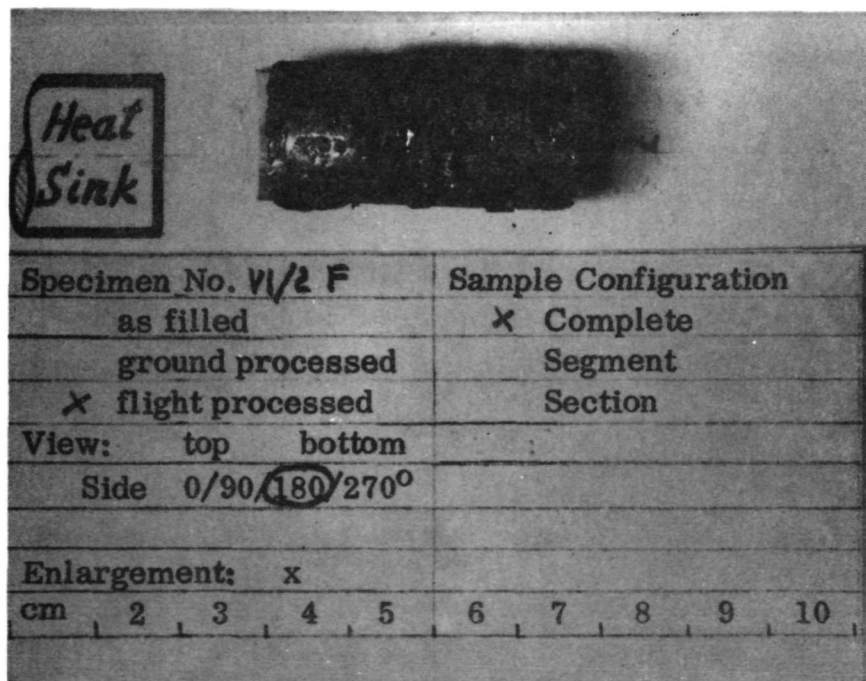 Heat
Sink
Specimen No. VI/2 F
as filled
ground processed
× flight processed
View: top bottom
Side 0/90/180/270°
Enlargement: x
Sample Configuration
× Complete
Segment
Section
cm 2 3 4 5 6 7 8 9 10